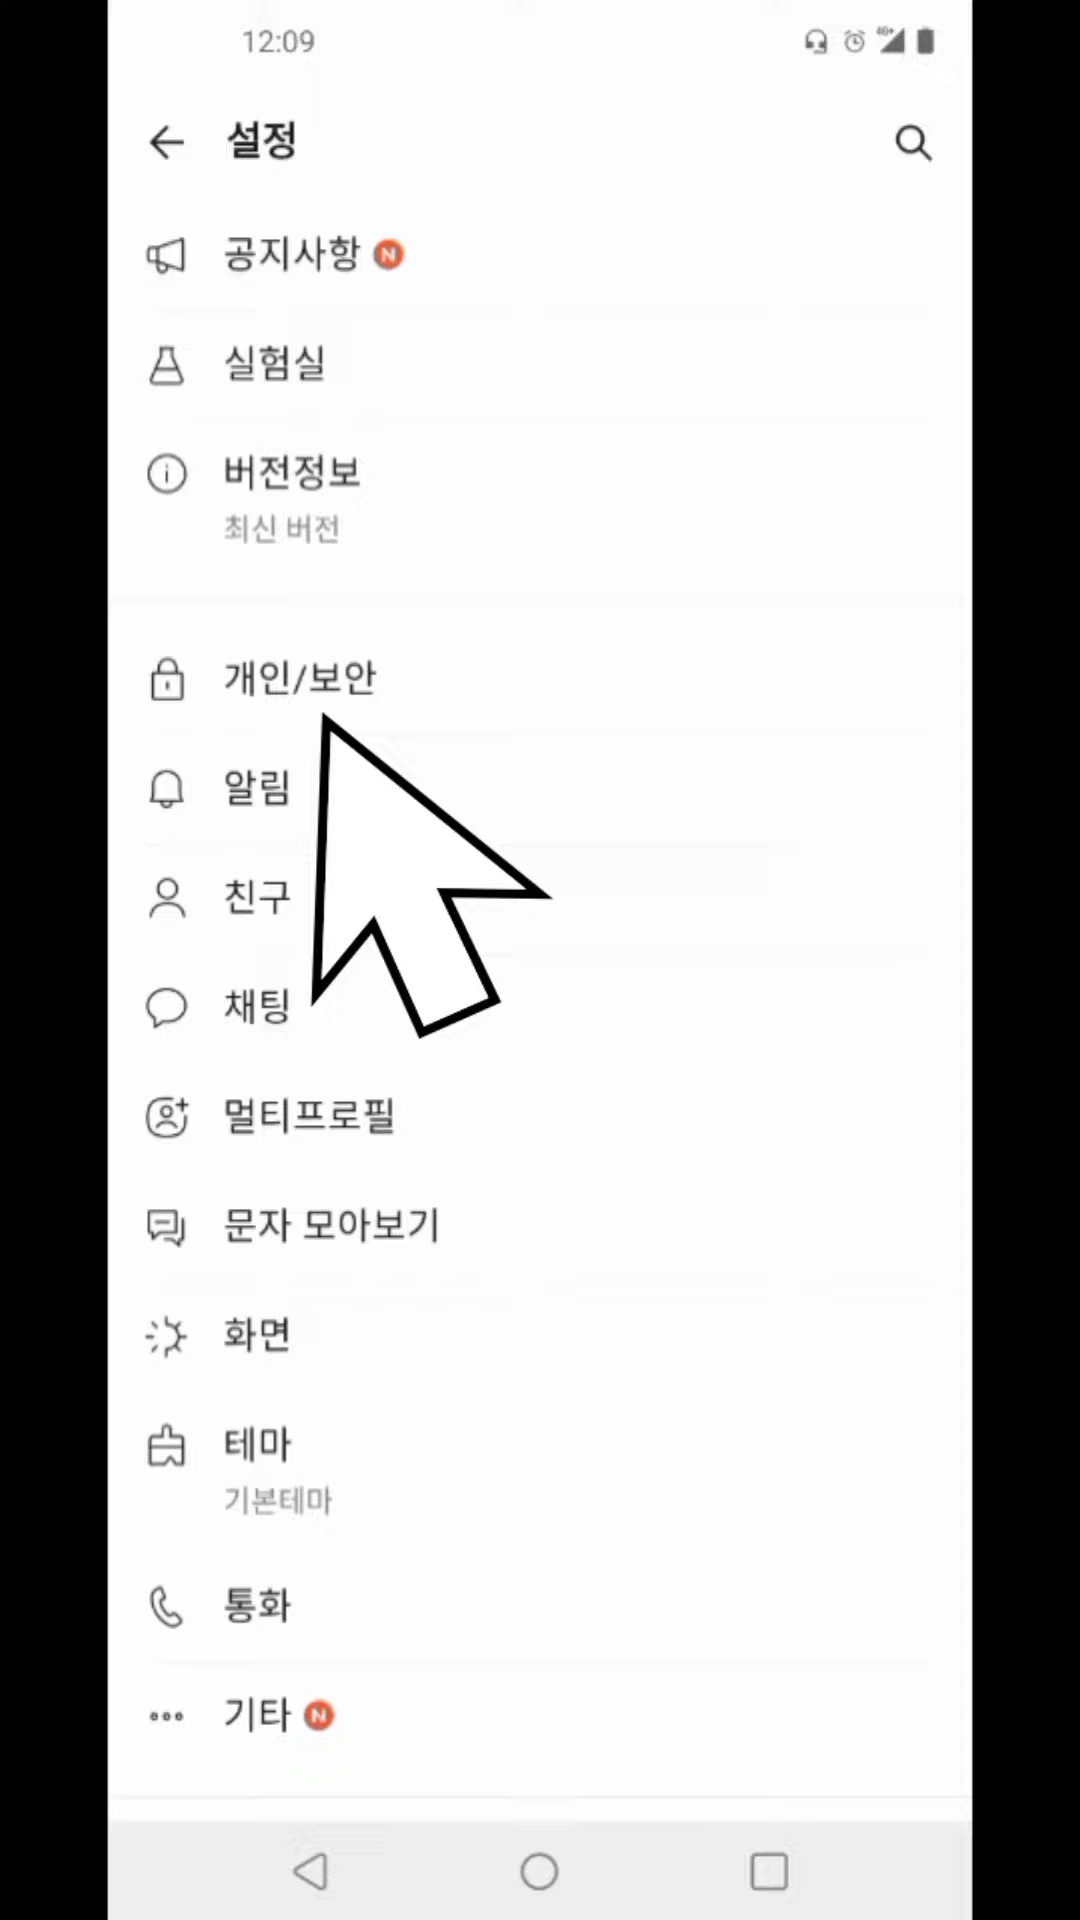 12:09
4G+
설정
공지사항 N
실험실
버전정보
최신 버전
개인/보안
알림
친구
채팅
멀티프로필
문자 모아보기
화면
테마
기본테마
통화
기타 N